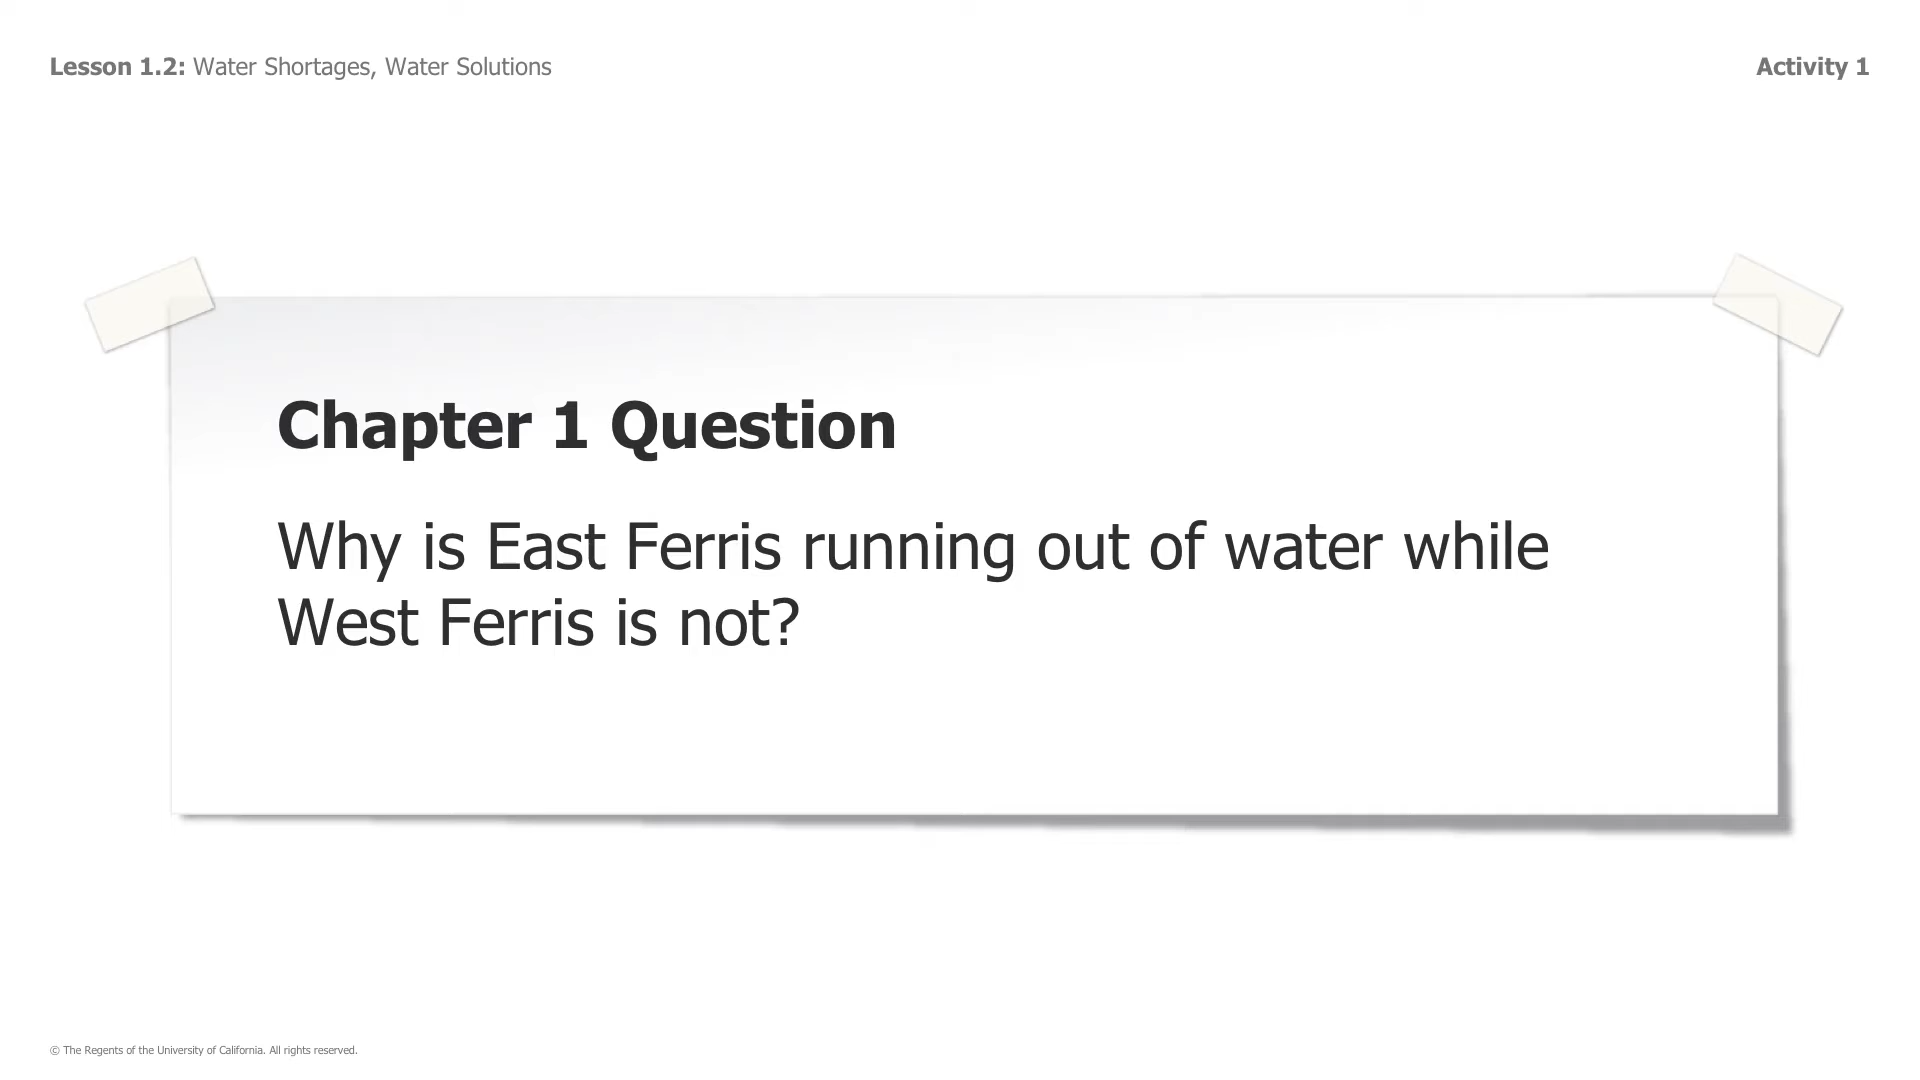 Lesson 1.2: Water Shortages, Water Solutions
Activity 1
Chapter 1 Question
Why is East Ferris running out of water while
West Ferris is not?
© The Regents of the University of California. All rights reserved.